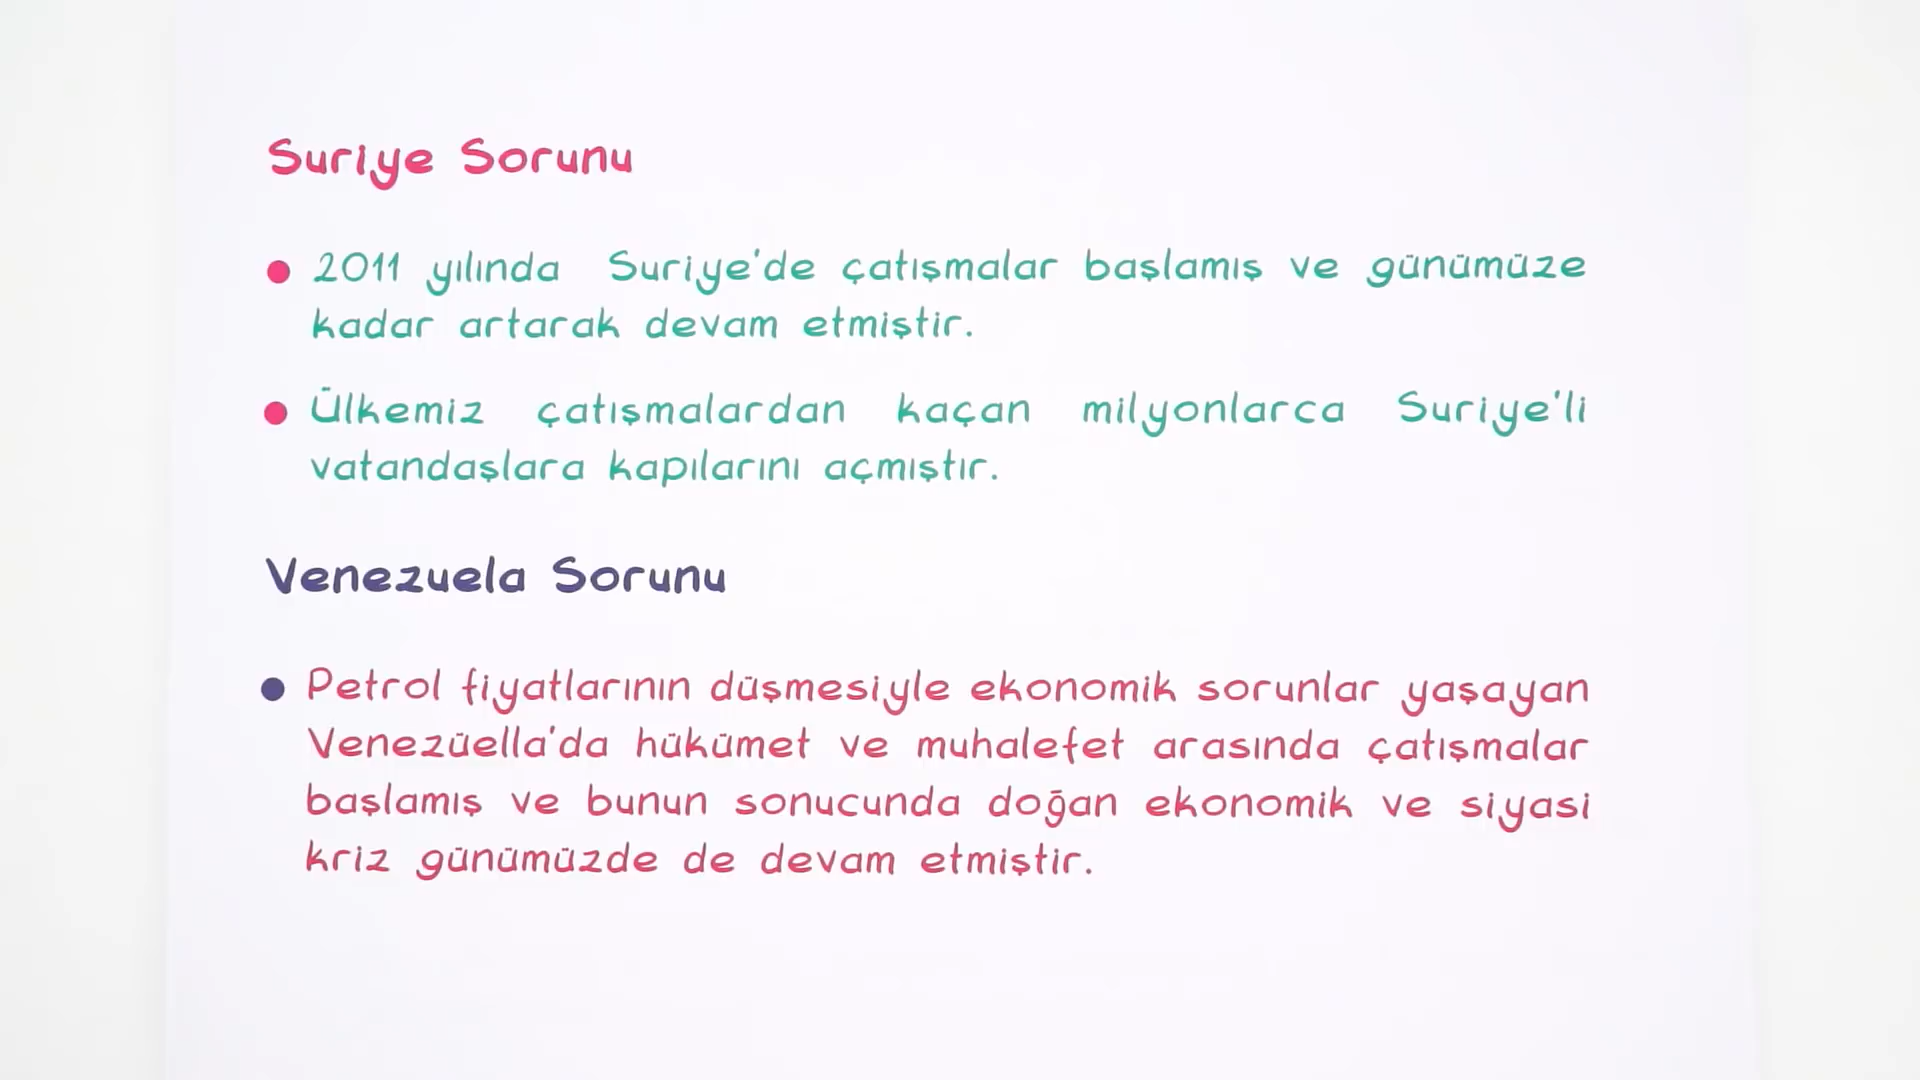 Suriye Sorunu
2011 yılında Suriye'de çatışmalar başlamış ve günümüze
kadar artarak devam etmiştir.
Ülkemiz çatışmalardan kaçan milyonlarca Suriye'li
vatandaşlara kapılarını açmıştır.
Venezuela Sorunu
Petrol fiyatlarının düşmesiyle ekonomik sorunlar yaşayan
Venezüella'da hükümet ve muhalefet arasında çatışmalar
başlamış ve bunun sonucunda doğan ekonomik ve siyasi
kriz günümüzde de devam etmiştir.